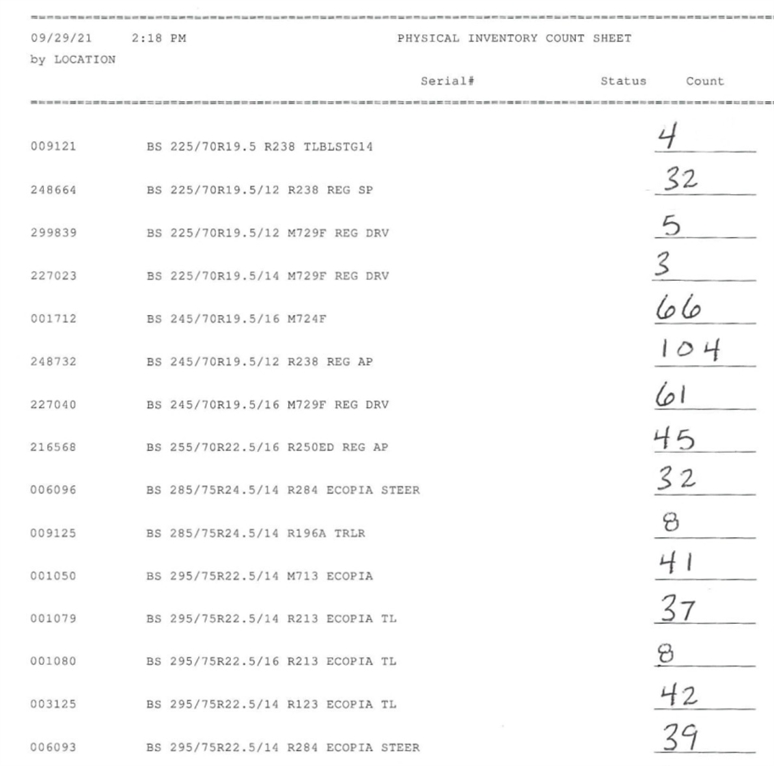 09/29/21 2:18 PM PHYSICAL INVENTORY COUNT SHEET
by LOCATION
Serial# Status Count
009121 BS 225/70R19.5 R238 TLBLSTG14 4
248664 BS 225/70R19.5/12 R238 REG SP 32
299839 BS 225/70R19.5/12 M729F REG DRV 5
227023 BS 225/70R19.5/14 M729F REG DRV 3
001712 BS 245/70R19.5/16 M724F 66
248732 BS 245/70R19.5/12 R238 REG AP 104
227040 BS 245/70R19.5/16 M729F REG DRV 61
216568 BS 255/70R22.5/16 R250ED REG AP 45
006096 BS 285/75R24.5/14 R284 ECOPIA STEER 32
009125 BS 285/75R24.5/14 R196A TRLR 8
001050 BS 295/75R22.5/14 M713 ECOPIA 41
001079 BS 295/75R22.5/14 R213 ECOPIA TL 37
001080 BS 295/75R22.5/16 R213 ECOPIA TL 8
003125 BS 295/75R22.5/14 R123 ECOPIA TL 42
006093 BS 295/75R22.5/14 R284 ECOPIA STEER 39